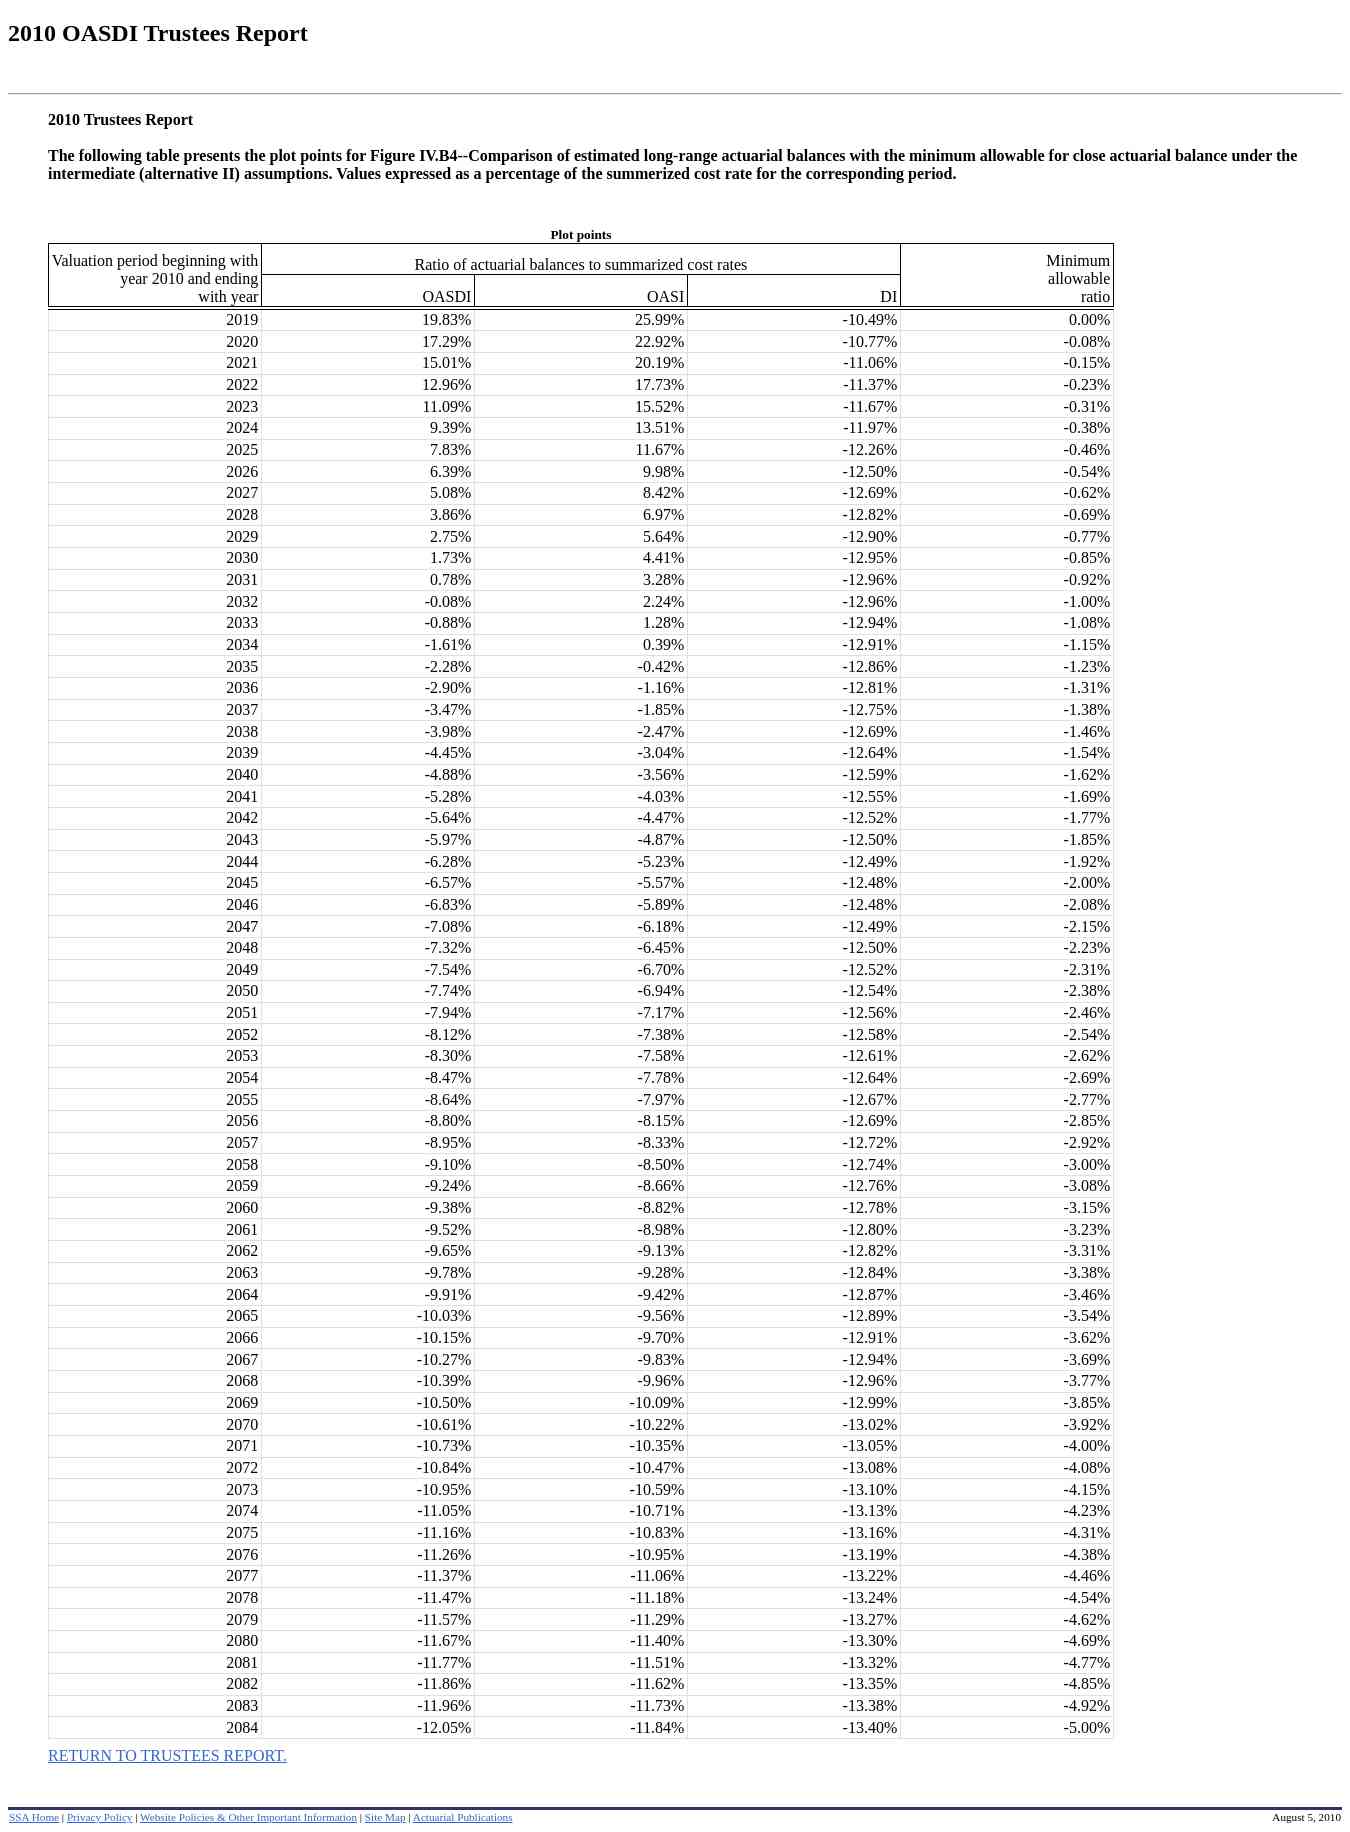 2010 OASDI Trustees Report
2010 Trustees Report
The following table presents the plot points for Figure IV.B4--Comparison of estimated long-range actuarial balances with the minimum allowable for close actuarial balance under the
intermediate (alternative II) assumptions. Values expressed as a percentage of the summerized cost rate for the corresponding period.
Plot points
Valuation period beginning with
year 2010 and ending
with year
Ratio of actuarial balances to summarized cost rates
Minimum
allowable
ratio
OASDI OASI DI
2019 19.83% 25.99% -10.49% 0.00%
2020 17.29% 22.92% -10.77% -0.08%
2021 15.01% 20.19% -11.06% -0.15%
2022 12.96% 17.73% -11.37% -0.23%
2023 11.09% 15.52% -11.67% -0.31%
2024 9.39% 13.51% -11.97% -0.38%
2025 7.83% 11.67% -12.26% -0.46%
2026 6.39% 9.98% -12.50% -0.54%
2027 5.08% 8.42% -12.69% -0.62%
2028 3.86% 6.97% -12.82% -0.69%
2029 2.75% 5.64% -12.90% -0.77%
2030 1.73% 4.41% -12.95% -0.85%
2031 0.78% 3.28% -12.96% -0.92%
2032 -0.08% 2.24% -12.96% -1.00%
2033 -0.88% 1.28% -12.94% -1.08%
2034 -1.61% 0.39% -12.91% -1.15%
2035 -2.28% -0.42% -12.86% -1.23%
2036 -2.90% -1.16% -12.81% -1.31%
2037 -3.47% -1.85% -12.75% -1.38%
2038 -3.98% -2.47% -12.69% -1.46%
2039 -4.45% -3.04% -12.64% -1.54%
2040 -4.88% -3.56% -12.59% -1.62%
2041 -5.28% -4.03% -12.55% -1.69%
2042 -5.64% -4.47% -12.52% -1.77%
2043 -5.97% -4.87% -12.50% -1.85%
2044 -6.28% -5.23% -12.49% -1.92%
2045 -6.57% -5.57% -12.48% -2.00%
2046 -6.83% -5.89% -12.48% -2.08%
2047 -7.08% -6.18% -12.49% -2.15%
2048 -7.32% -6.45% -12.50% -2.23%
2049 -7.54% -6.70% -12.52% -2.31%
2050 -7.74% -6.94% -12.54% -2.38%
2051 -7.94% -7.17% -12.56% -2.46%
2052 -8.12% -7.38% -12.58% -2.54%
2053 -8.30% -7.58% -12.61% -2.62%
2054 -8.47% -7.78% -12.64% -2.69%
2055 -8.64% -7.97% -12.67% -2.77%
2056 -8.80% -8.15% -12.69% -2.85%
2057 -8.95% -8.33% -12.72% -2.92%
2058 -9.10% -8.50% -12.74% -3.00%
2059 -9.24% -8.66% -12.76% -3.08%
2060 -9.38% -8.82% -12.78% -3.15%
2061 -9.52% -8.98% -12.80% -3.23%
2062 -9.65% -9.13% -12.82% -3.31%
2063 -9.78% -9.28% -12.84% -3.38%
2064 -9.91% -9.42% -12.87% -3.46%
2065 -10.03% -9.56% -12.89% -3.54%
2066 -10.15% -9.70% -12.91% -3.62%
2067 -10.27% -9.83% -12.94% -3.69%
2068 -10.39% -9.96% -12.96% -3.77%
2069 -10.50% -10.09% -12.99% -3.85%
2070 -10.61% -10.22% -13.02% -3.92%
2071 -10.73% -10.35% -13.05% -4.00%
2072 -10.84% -10.47% -13.08% -4.08%
2073 -10.95% -10.59% -13.10% -4.15%
2074 -11.05% -10.71% -13.13% -4.23%
2075 -11.16% -10.83% -13.16% -4.31%
2076 -11.26% -10.95% -13.19% -4.38%
2077 -11.37% -11.06% -13.22% -4.46%
2078 -11.47% -11.18% -13.24% -4.54%
2079 -11.57% -11.29% -13.27% -4.62%
2080 -11.67% -11.40% -13.30% -4.69%
2081 -11.77% -11.51% -13.32% -4.77%
2082 -11.86% -11.62% -13.35% -4.85%
2083 -11.96% -11.73% -13.38% -4.92%
2084 -12.05% -11.84% -13.40% -5.00%
RETURN TO TRUSTEES REPORT.
SSA Home | Privacy Policy | Website Policies & Other Important Information | Site Map | Actuarial Publications August 5, 2010